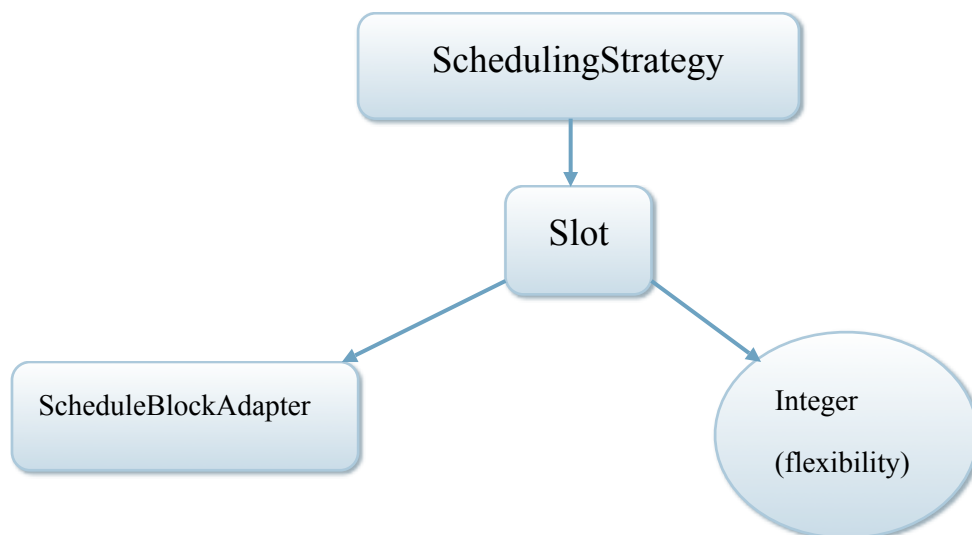 SchedulingStrategy
Slot
ScheduleBlockAdapter
Integer
(flexibility)